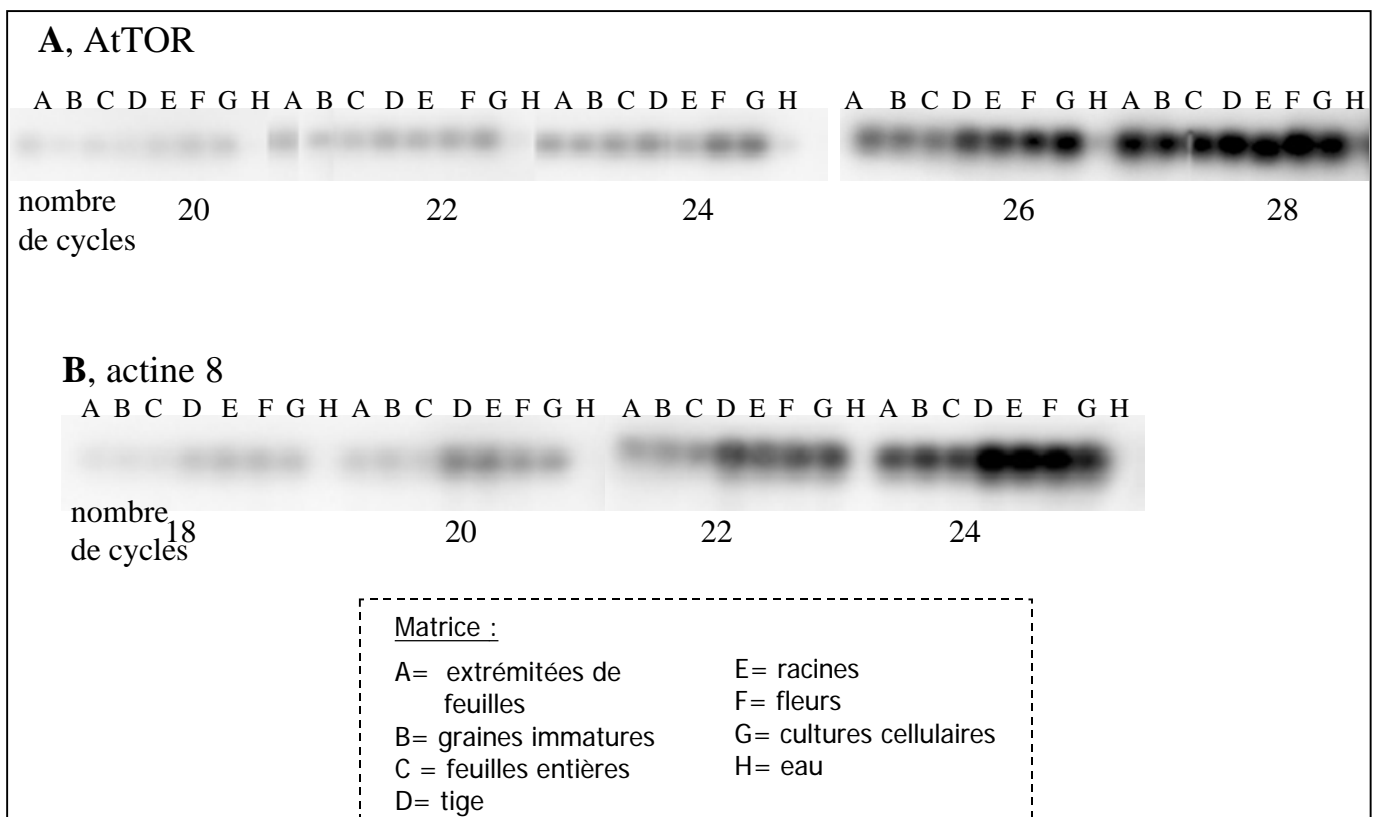 A, AtTOR
A B C D E F G H A B C D E F G H A B C D E F G H A B C D E F G H A B C D E F G H
nombre
de cycles
20 22 24 26 28
B, actine 8
A B C D E F G H A B C D E F G H A B C D E F G H A B C D E F G H
nombre
de cycles
18 20 22 24
Matrice :
A= extrémitées de
feuilles
B= graines immatures
C = feuilles entières
D= tige
E= racines
F= fleurs
G= cultures cellulaires
H= eau